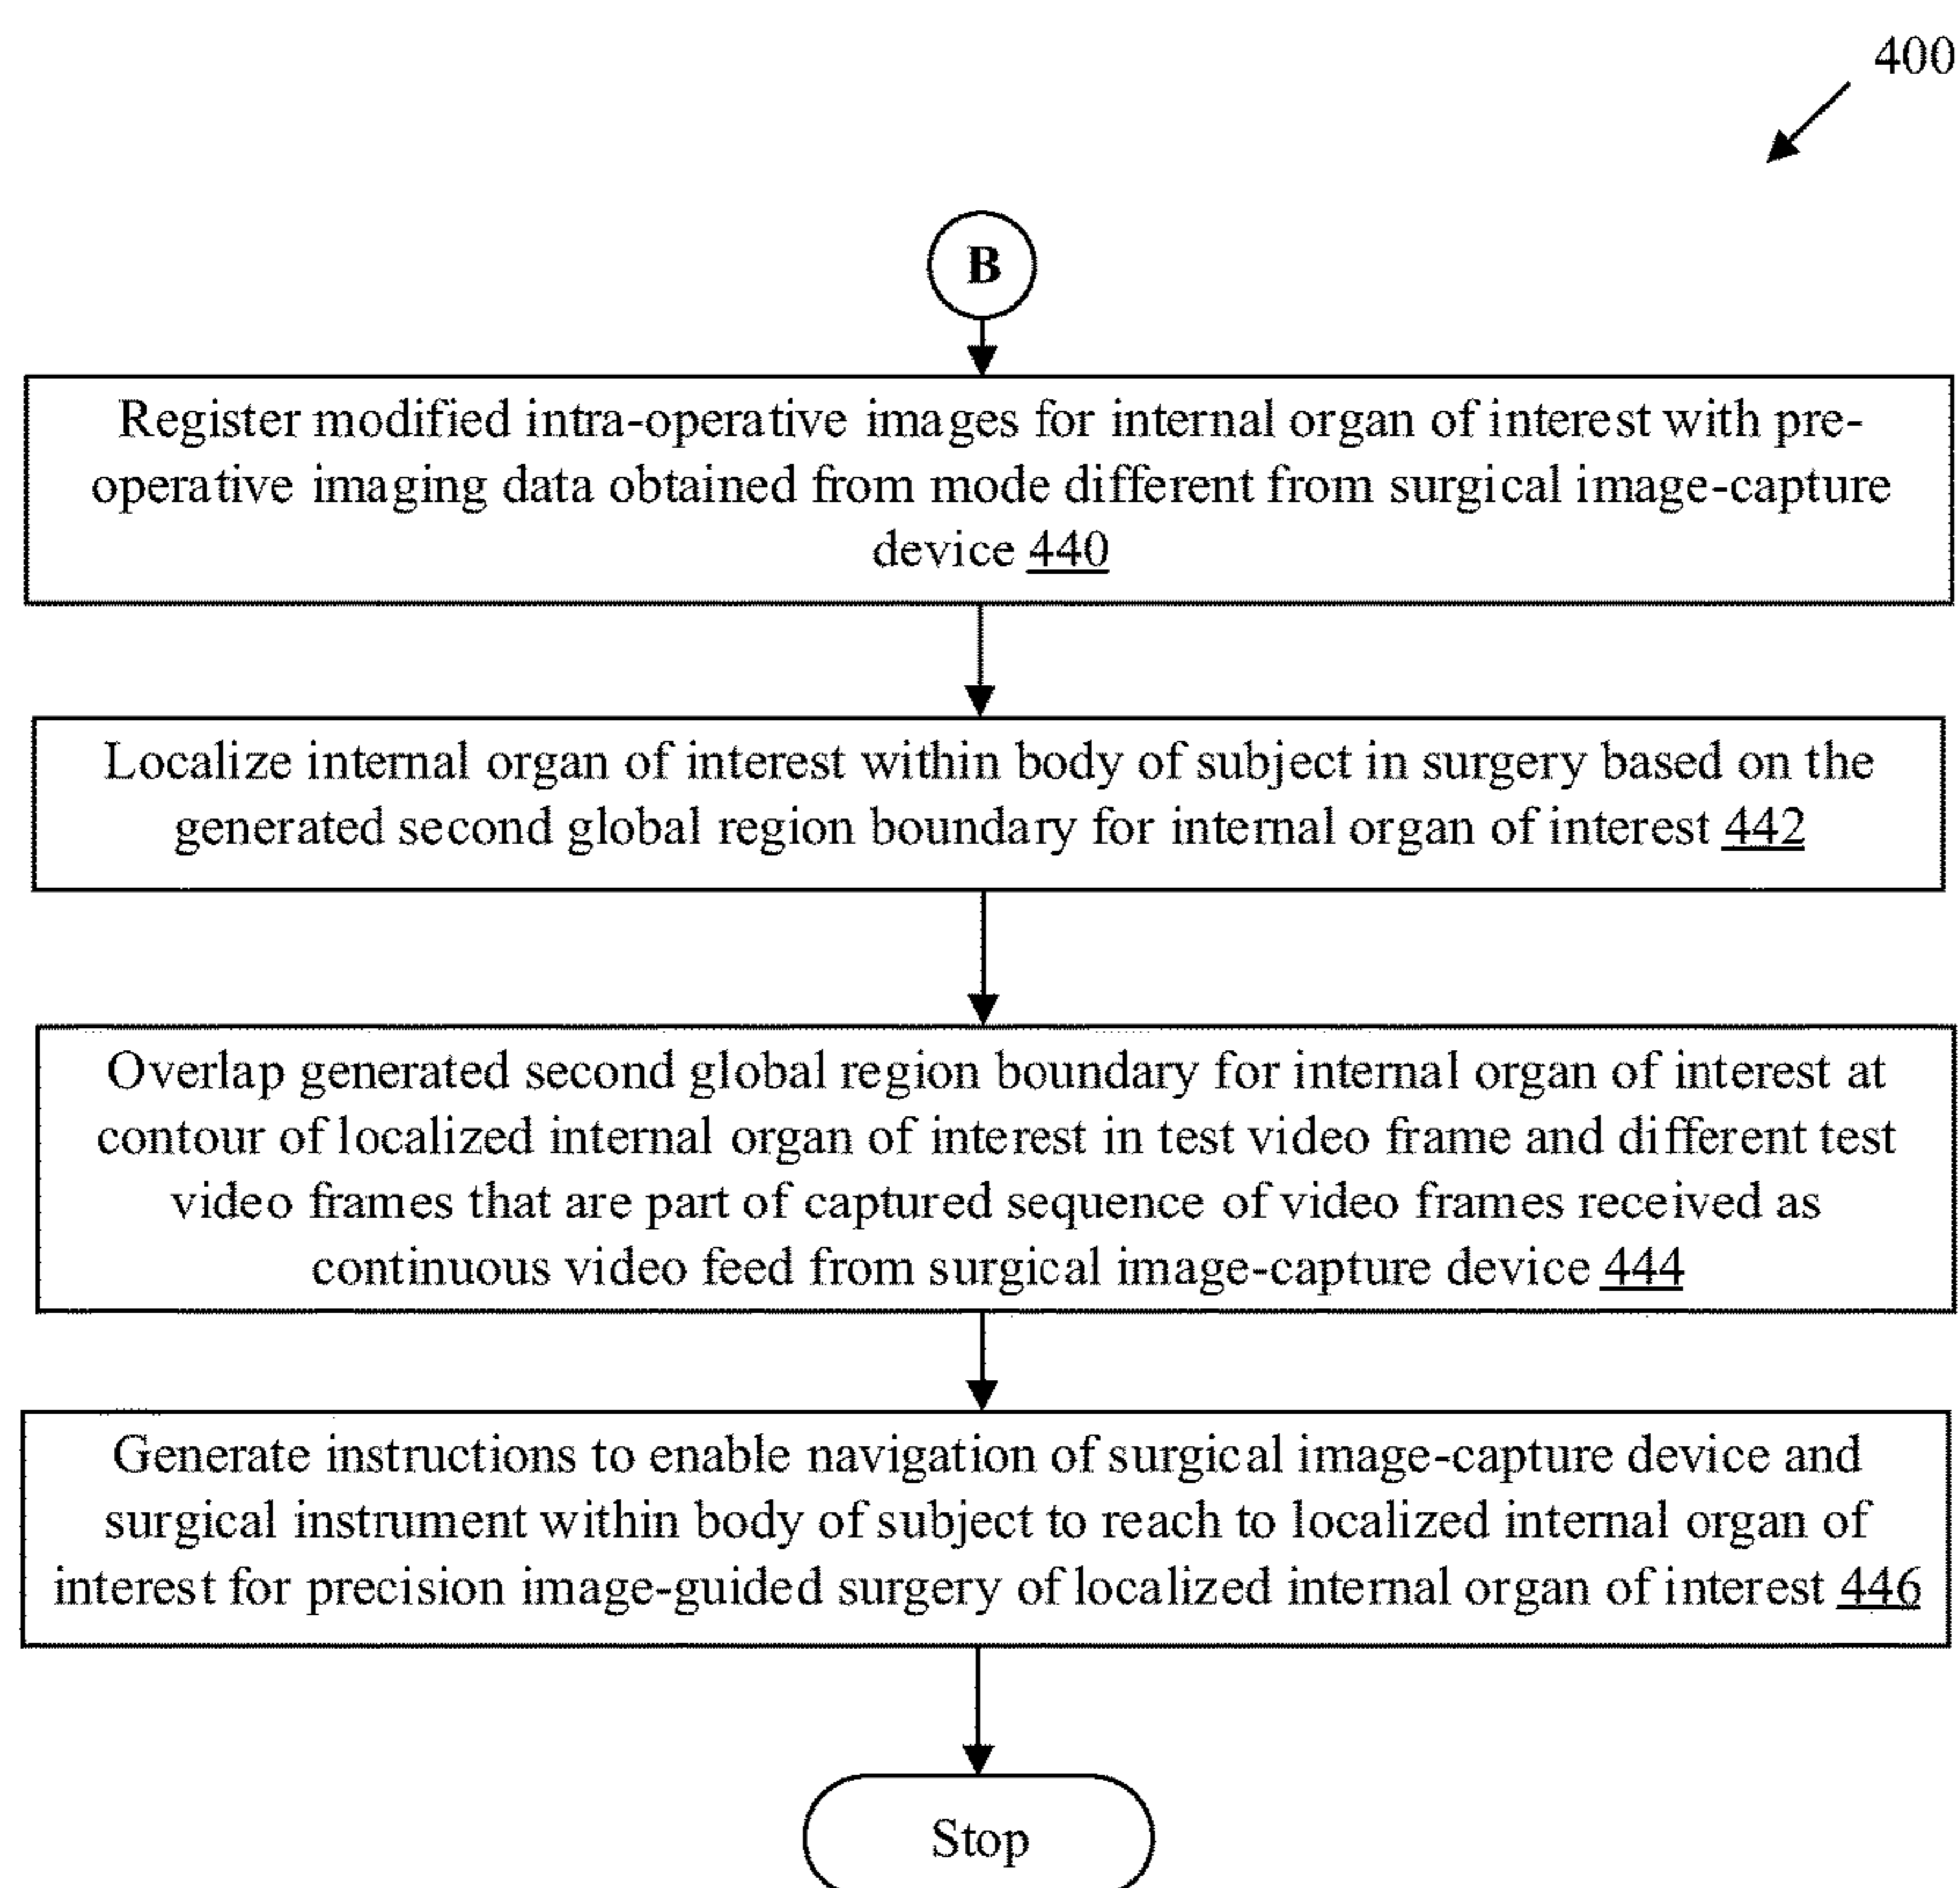 400
B
Register modified intra-operative images for internal organ of interest with pre-
operative imaging data obtained from mode different from surgical image-capture
device 440
Localize internal organ of interest within body of subject in surgery based on the
generated second global region boundary for internal organ of interest 442
Overlap generated second global region boundary for internal organ of interest at
contour of localized internal organ of interest in test video frame and different test
video frames that are part of captured sequence of video frames received as
continuous video feed from surgical image-capture device 444
Generate instructions to enable navigation of surgical image-capture device and
surgical instrument within body of subject to reach to localized internal organ of
interest for precision image-guided surgery of localized internal organ of interest 446
Stop